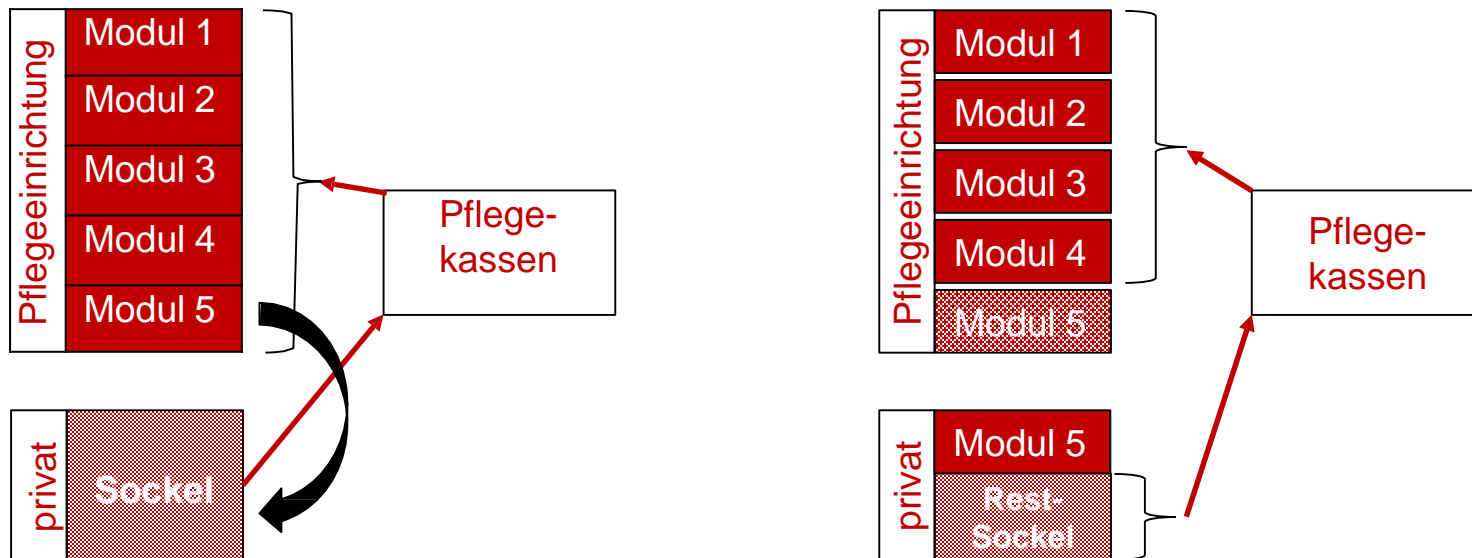 Pflegeeinrichtung
Modul 1
Modul 2
Modul 3
Modul 4
Modul 5
Pflege-
kassen
privat
Sockel
Pflegeeinrichtung
Modul 1
Modul 2
Modul 3
Modul 4
Modul 5
Pflege-
kassen
privat
Modul 5
Rest-
Sockel